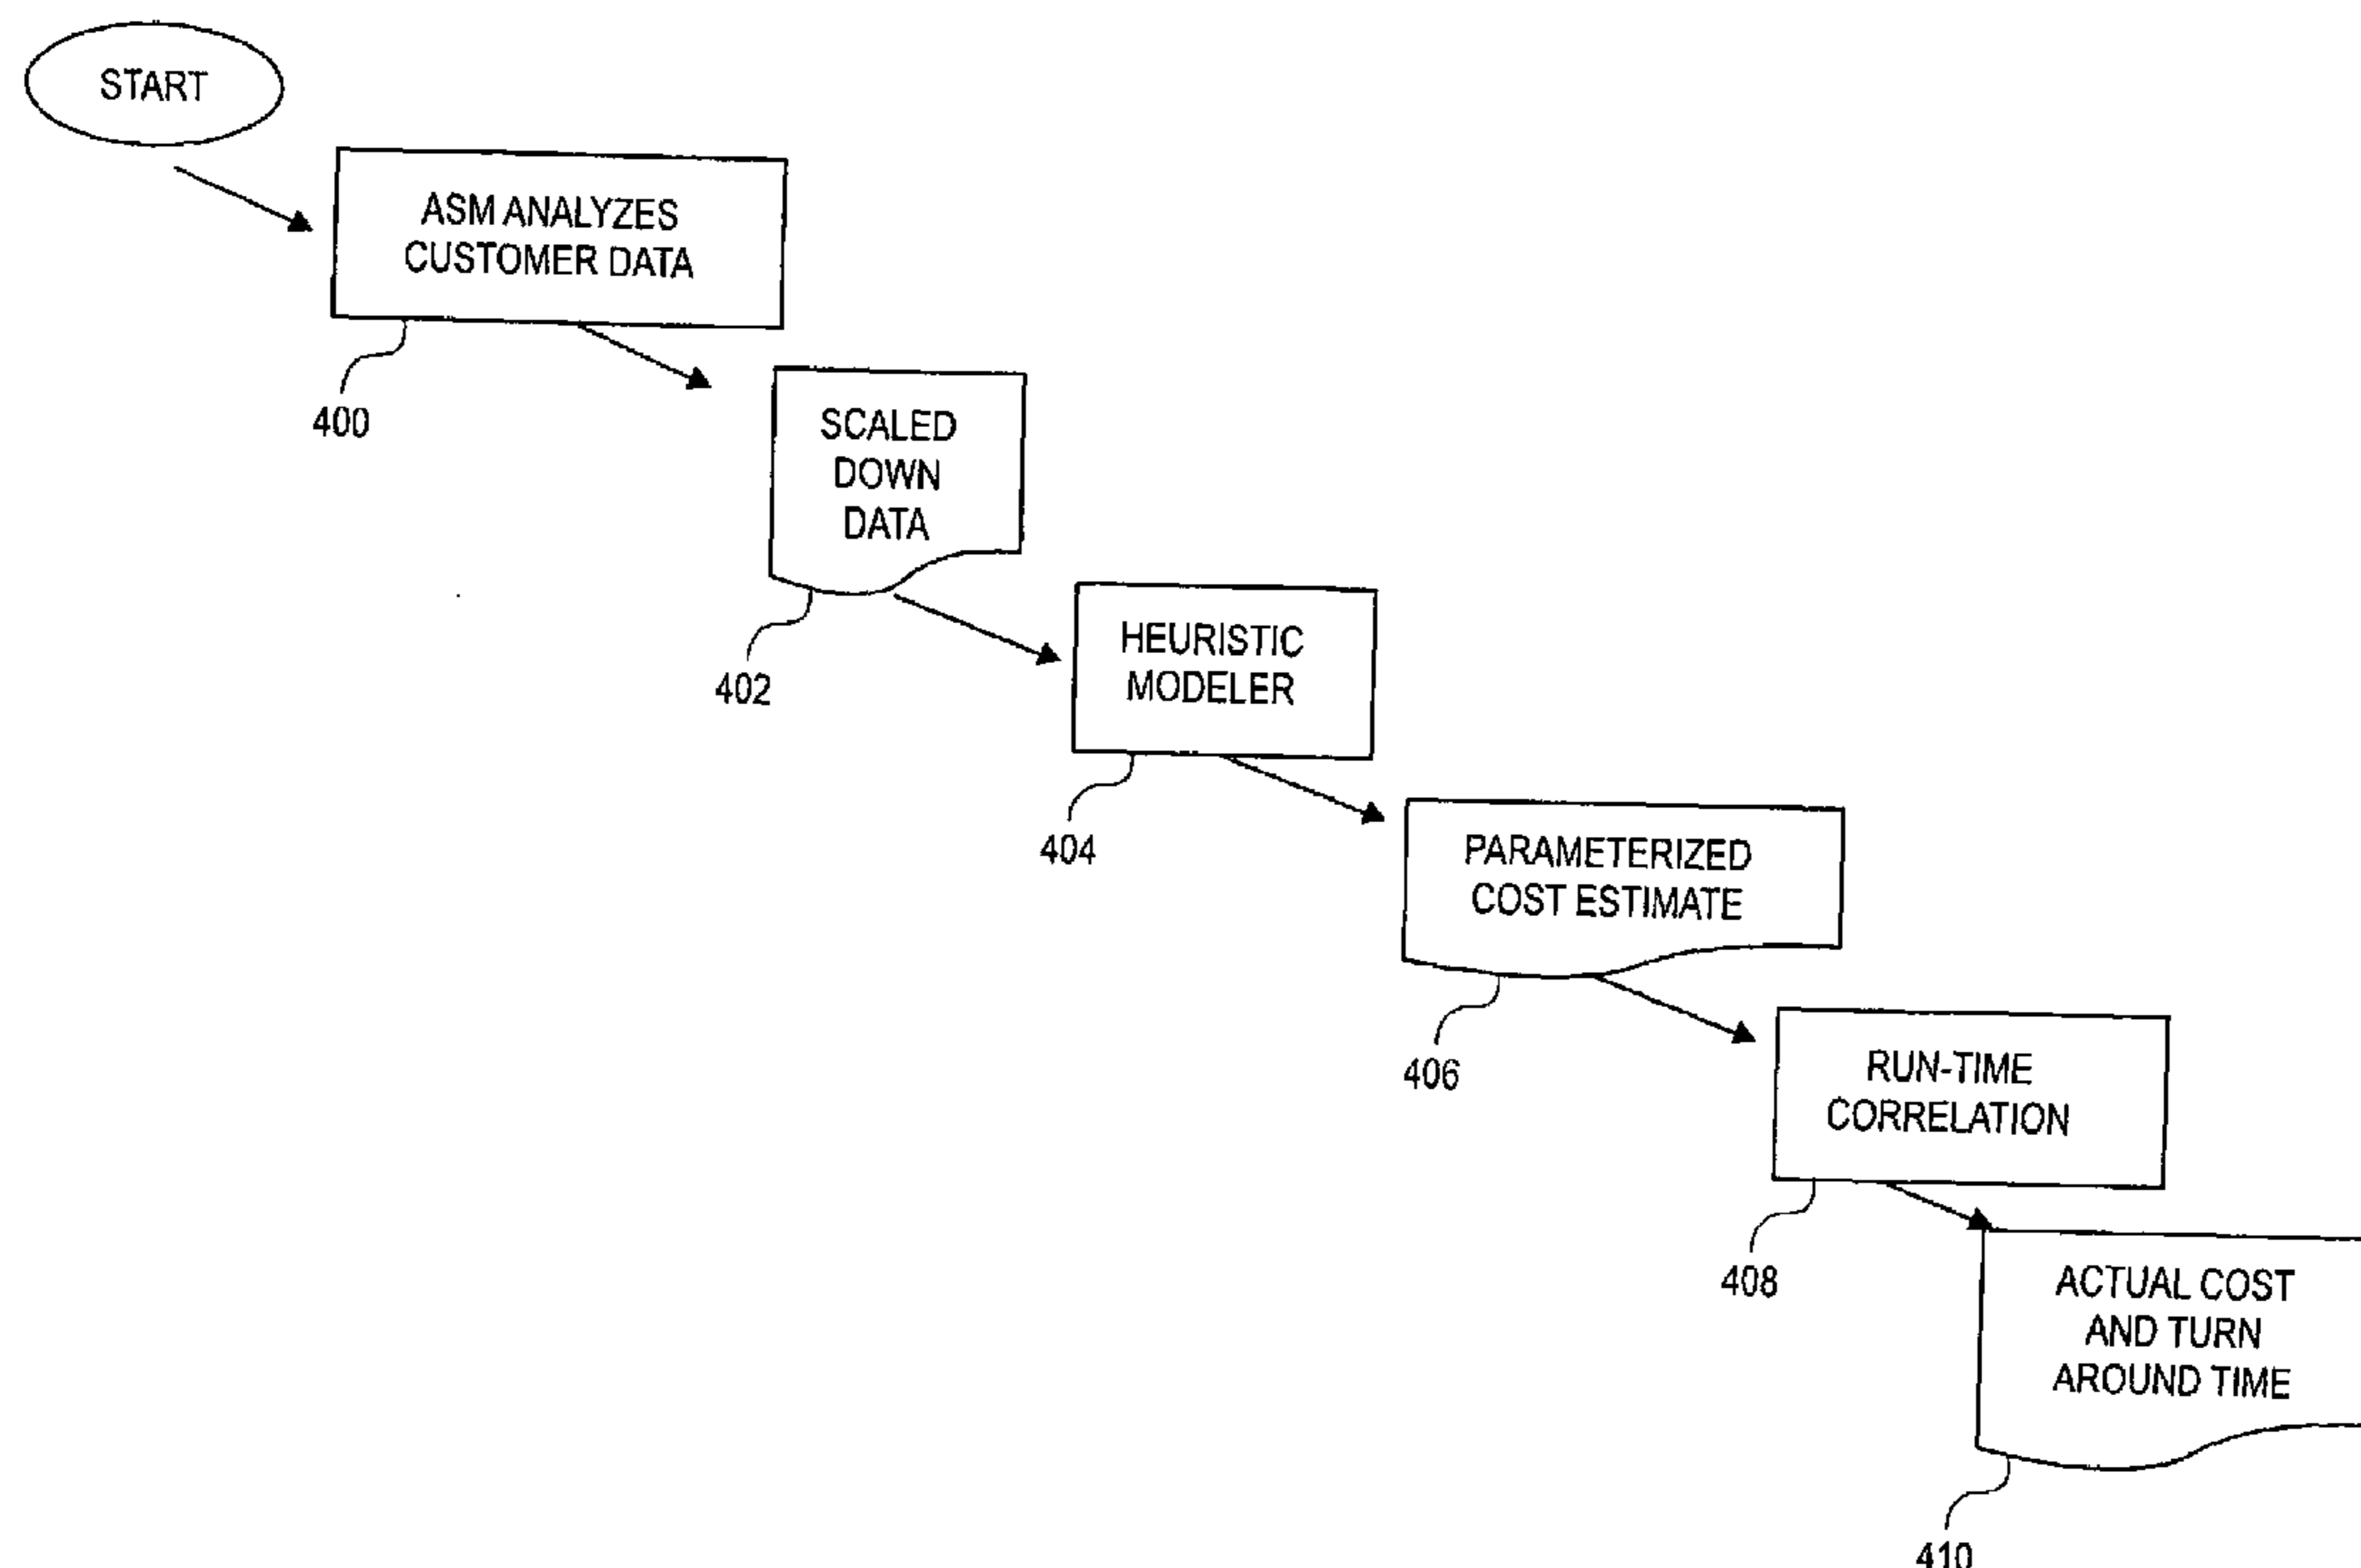 START
ASM ANALYZES
CUSTOMER DATA
400
SCALED
DOWN
DATA
402
HEURISTIC
MODELER
404
PARAMETERIZED
COST ESTIMATE
406
RUN-TIME
CORRELATION
408
ACTUAL COST
AND TURN
AROUND TIME
410